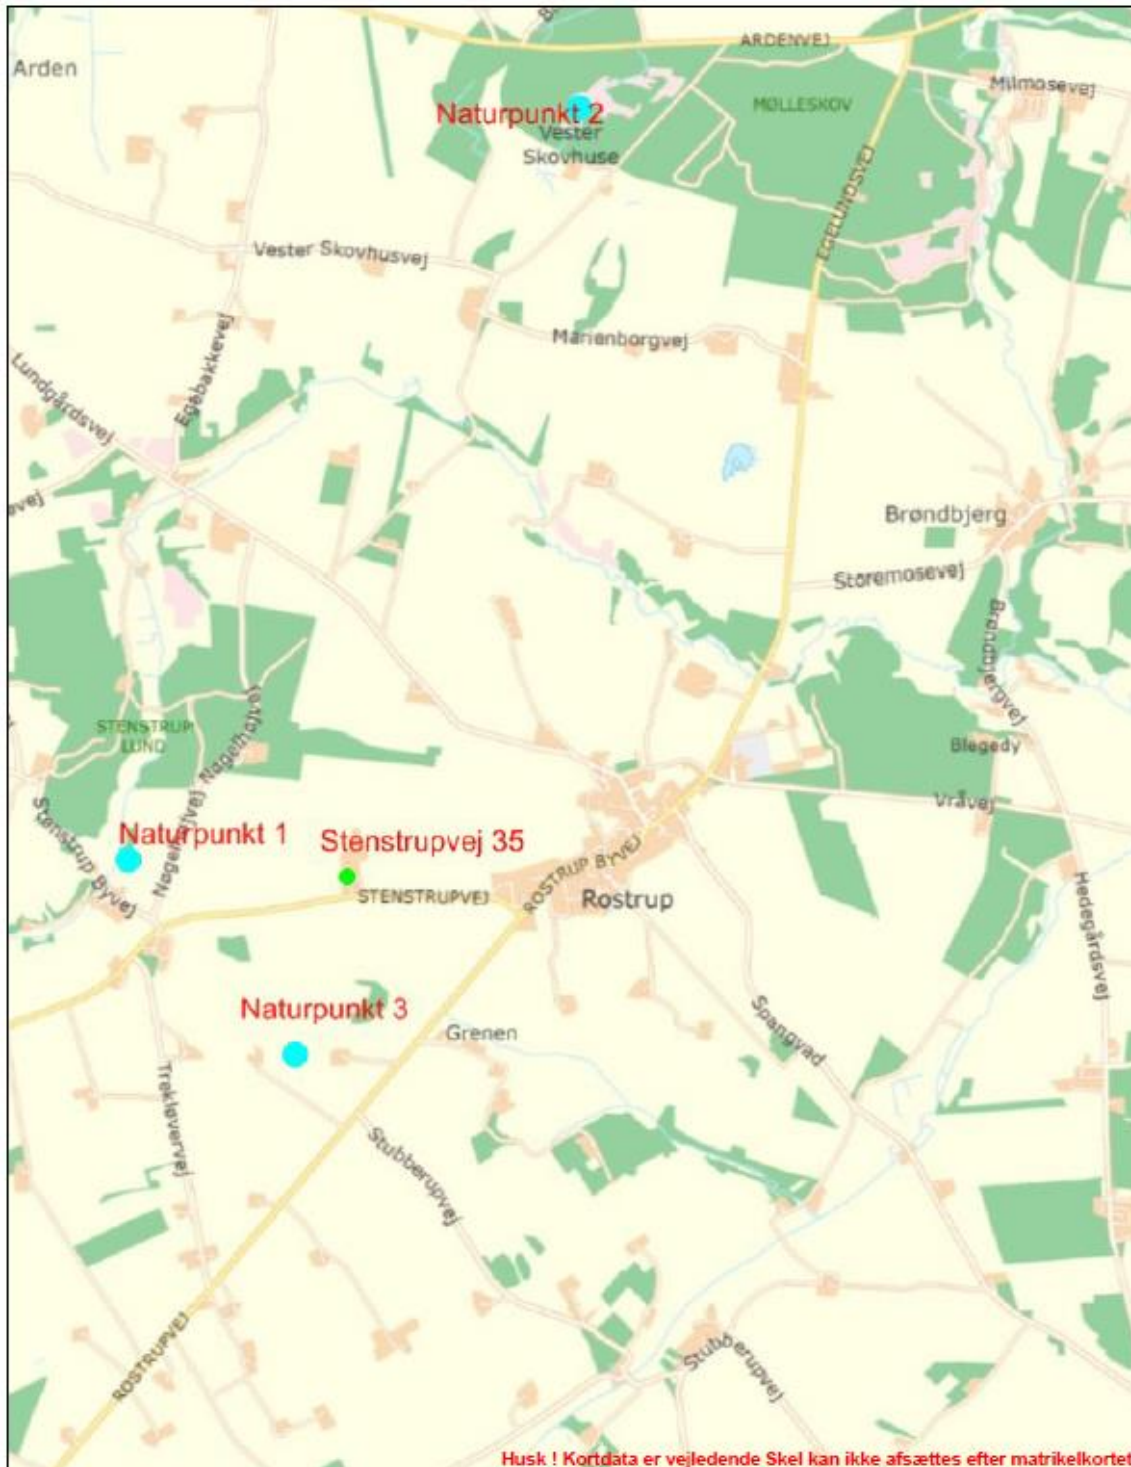 ARDENVEJ
Arden
Milmosevej
Naturpunkt 2
MØLLESKOV
Vester
Skovhuse
EGELUNDSVEJ
Vester Skovhusvej
Marienborgvej
Egebakkevej
Lundgårdsvej
Brøndbjerg
Storemosevej
Brøndbjergvej
STENSTRUP
LUND
Nøgelhøjvej
Blegedy
Vråvej
Stenstrup Byvej
Naturpunkt 1
Nøgelhøjvej
Stenstrupvej 35
ROSTRUP BYVEJ
STENSTRUPVEJ
Rostrup
Hedegårdsvej
Naturpunkt 3
Grenen
Spangvad
Trekløvervej
Stubberupvej
ROSTRUPVEJ
Stubberupvej
Husk ! Kortdata er vejledende Skel kan ikke afsættes efter matrikelkortet